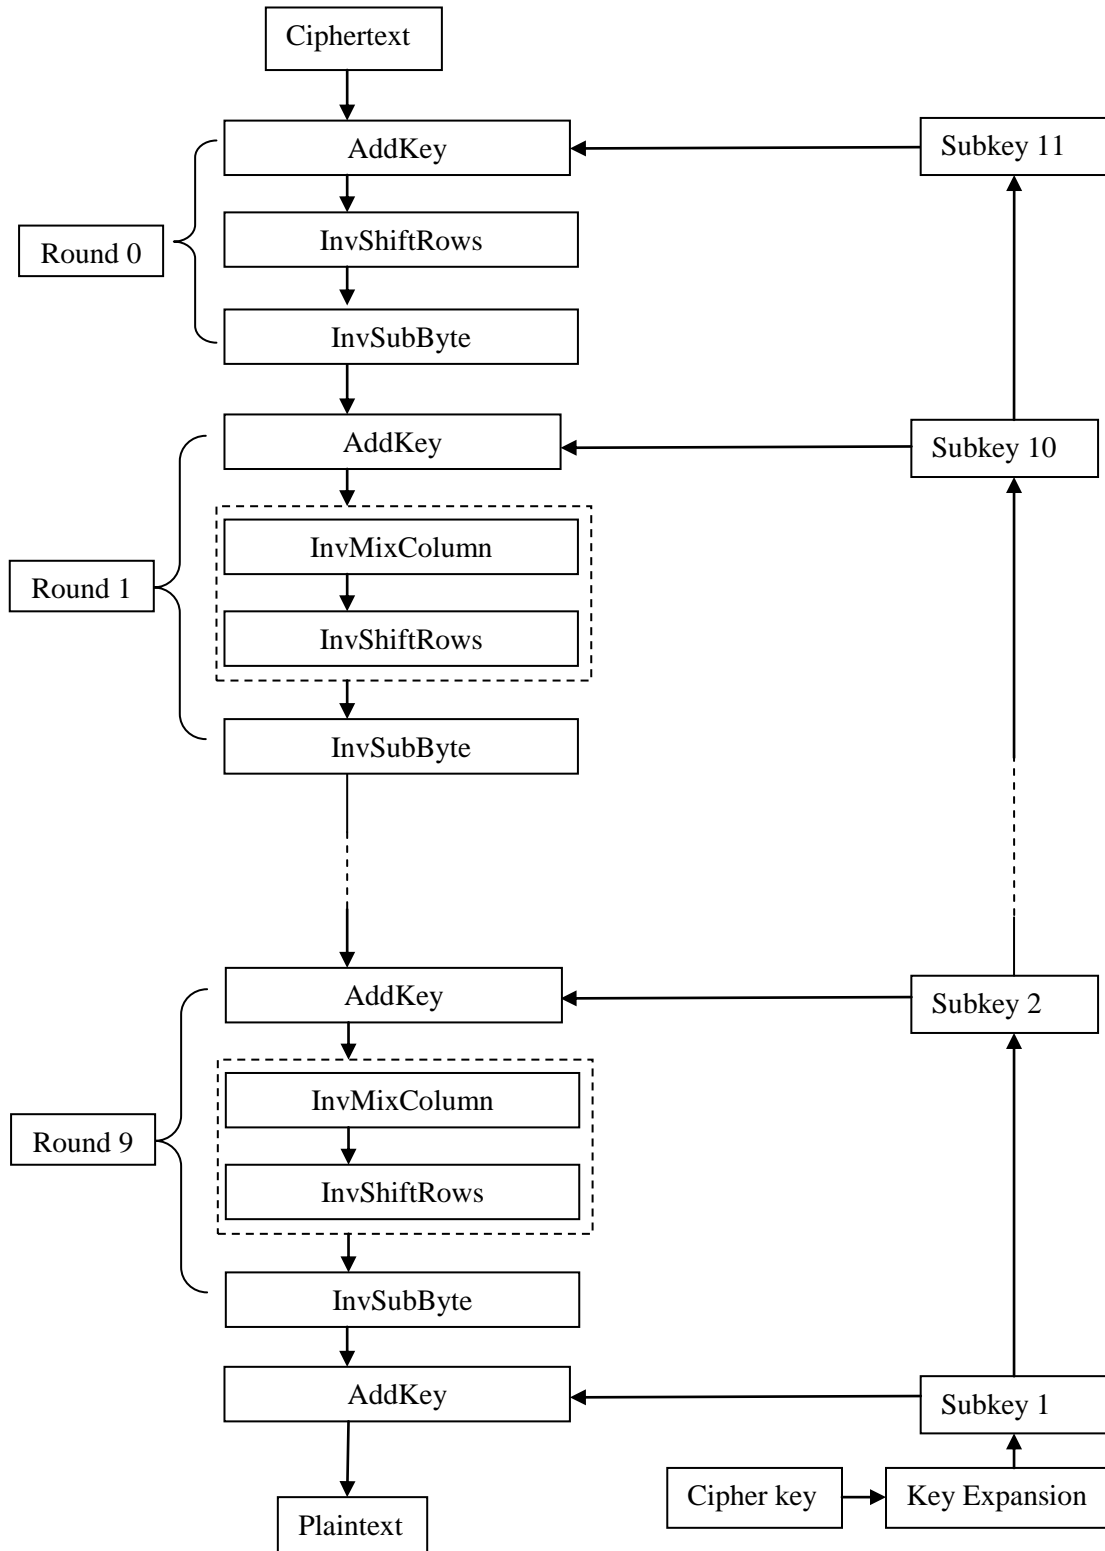 Ciphertext
AddKey
Subkey 11
InvShiftRows
Round 0
InvSubByte
AddKey
Subkey 10
InvMixColumn
Round 1
InvShiftRows
InvSubByte
AddKey
Subkey 2
InvMixColumn
Round 9
InvShiftRows
InvSubByte
AddKey
Subkey 1
Cipher key
Key Expansion
Plaintext